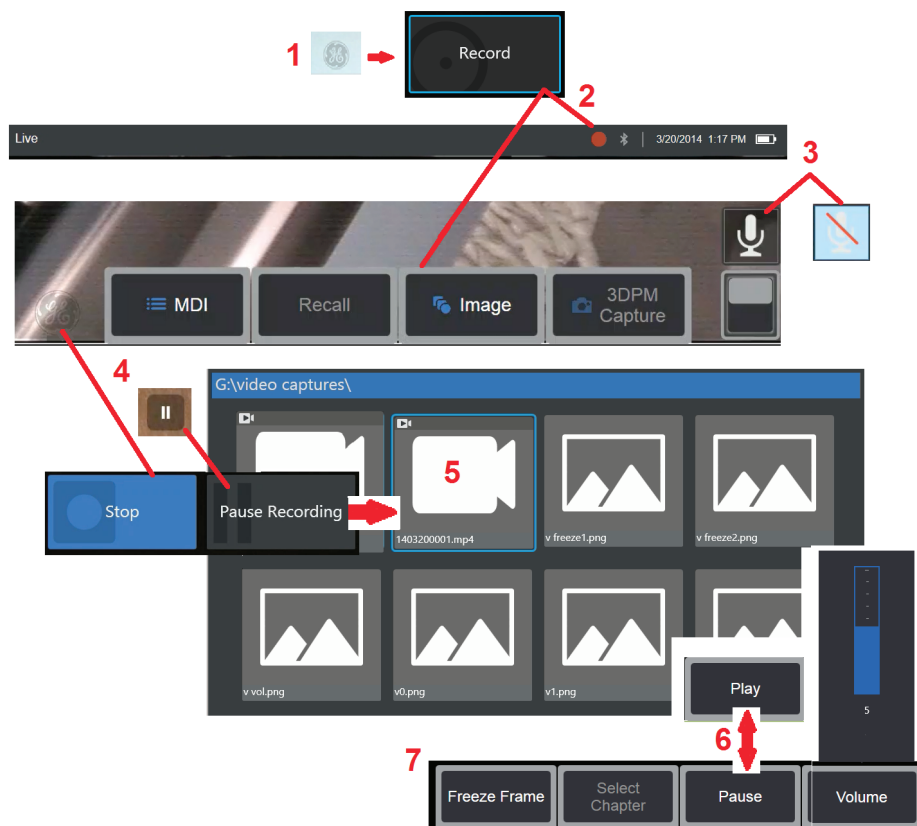 1
Record
2
Live
3/20/2014 1:17 PM
3
MDI
Recall
Image
3DPM
Capture
4
G:\video captures\
5
Stop
Pause Recording
1403200001.mp4
v freeze1.png
v freeze2.png
v vol.png
v0.png
v1.png
Play
5
6
7
Freeze Frame
Select
Chapter
Pause
Volume